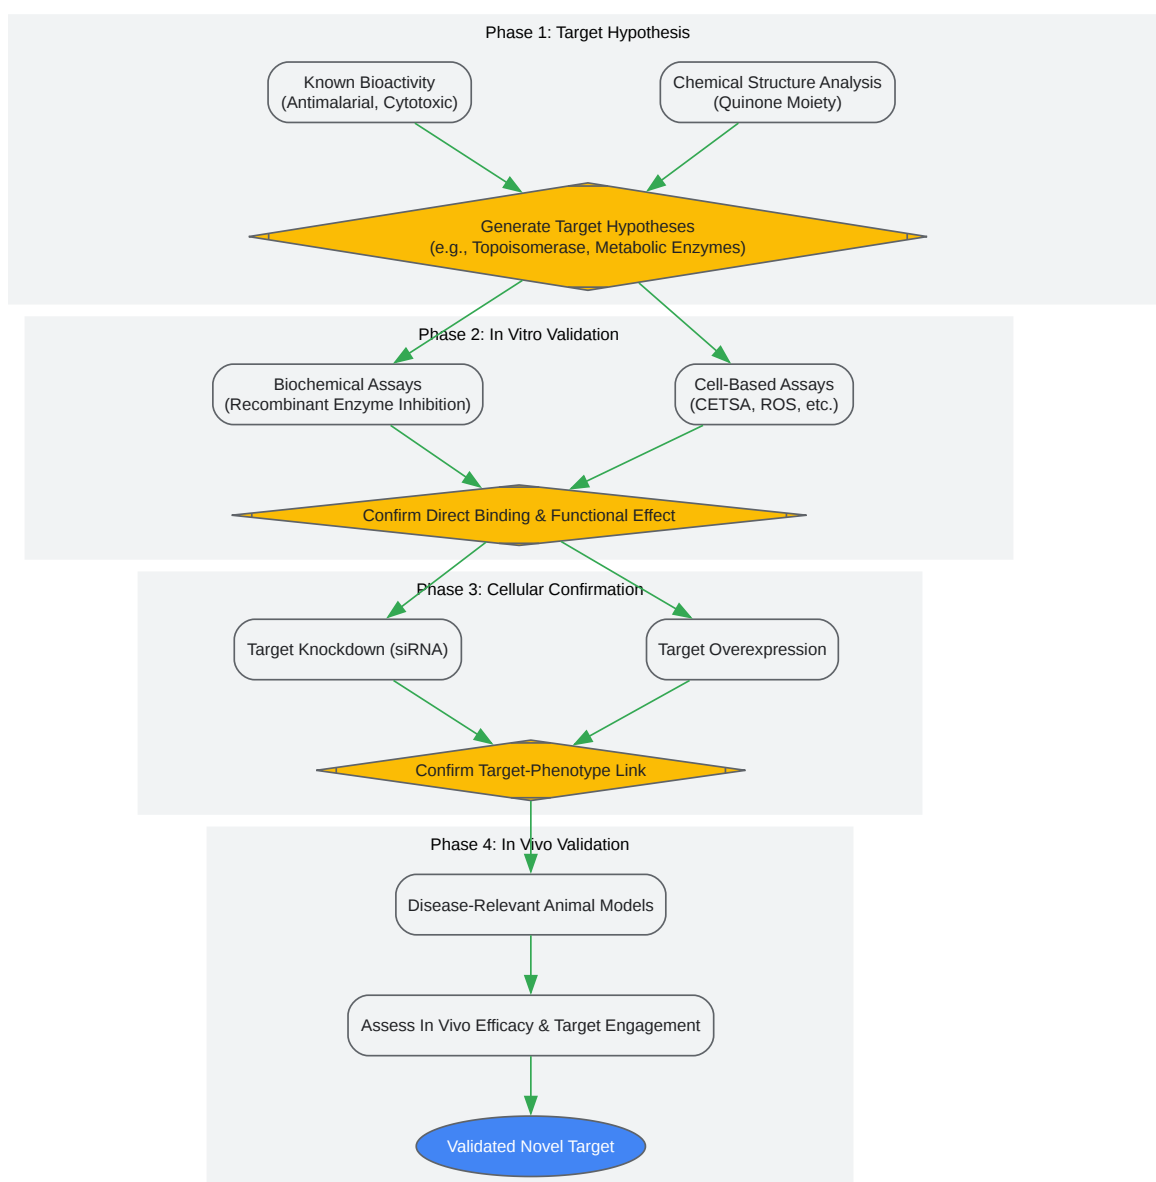 Phase 1: Target Hypothesis
Known Bioactivity
(Antimalarial, Cytotoxic)
Chemical Structure Analysis
(Quinone Moiety)
Generate Target Hypotheses
(e.g., Topoisomerase, Metabolic Enzymes)
Phase 2: In Vitro Validation
Biochemical Assays
(Recombinant Enzyme Inhibition)
Cell-Based Assays
(CETSA, ROS, etc.)
Confirm Direct Binding & Functional Effect
Phase 3: Cellular Confirmation
Target Knockdown (siRNA)
Target Overexpression
Confirm Target-Phenotype Link
Phase 4: In Vivo Validation
Disease-Relevant Animal Models
Assess In Vivo Efficacy & Target Engagement
Validated Novel Target